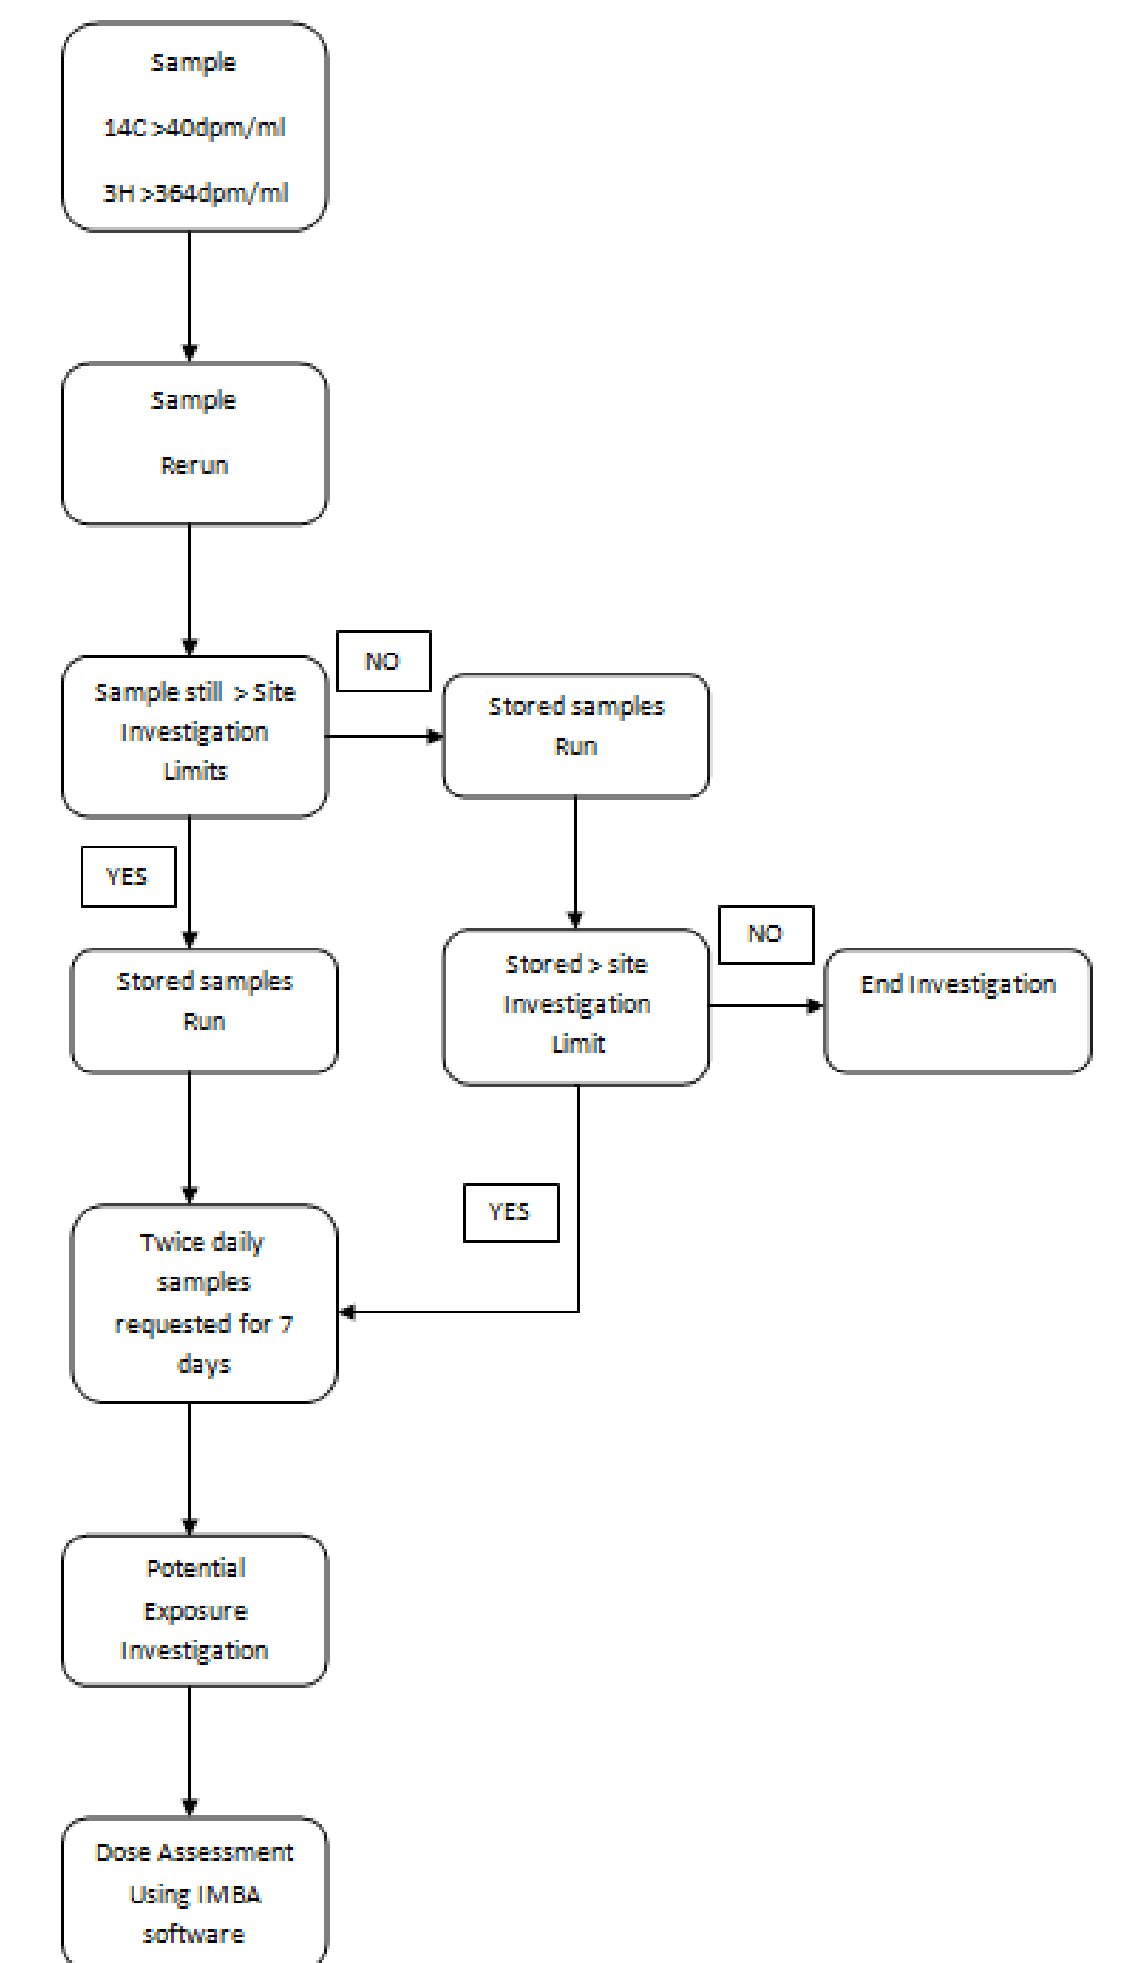 Sample
14C >40dpm/ml
3H >364dpm/ml
Sample
Rerun
Sample still  > Site
Investigation
Limits
NO
Stored samples
Run
YES
Stored samples
Run
Stored > site
Investigation
Limit
NO
End Investigation
YES
Twice daily
samples
requested for 7
days
Potential
Exposure
Investigation
Dose Assessment
Using IMBA
software